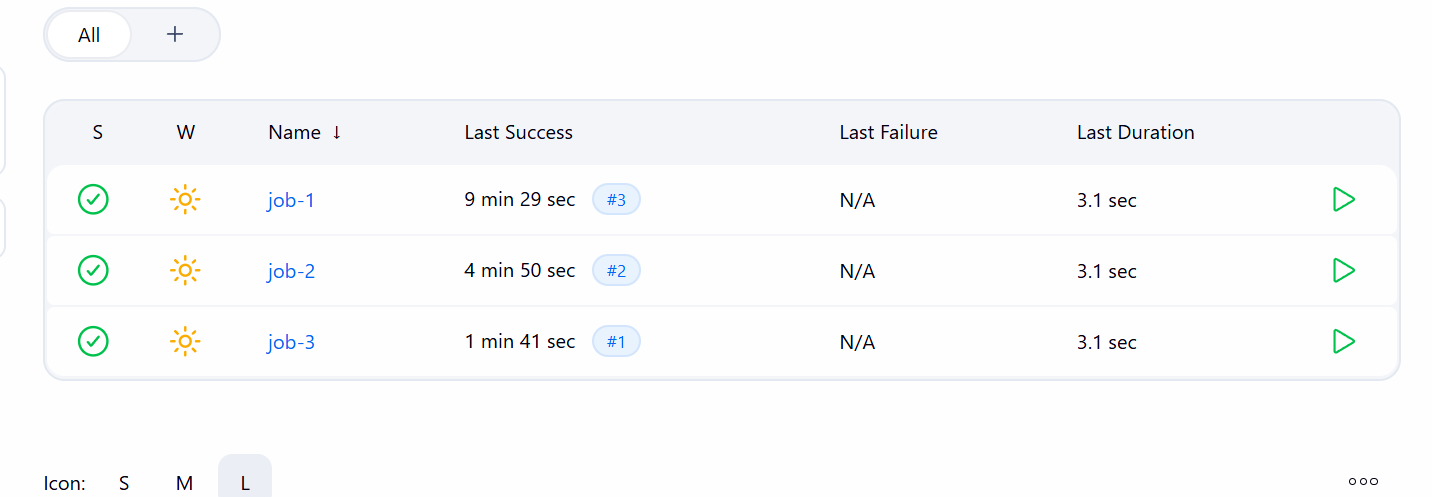 All +
S W Name ↓ Last Success Last Failure Last Duration
job-1 9 min 29 sec #3 N/A 3.1 sec
job-2 4 min 50 sec #2 N/A 3.1 sec
job-3 1 min 41 sec #1 N/A 3.1 sec
Icon: S M L